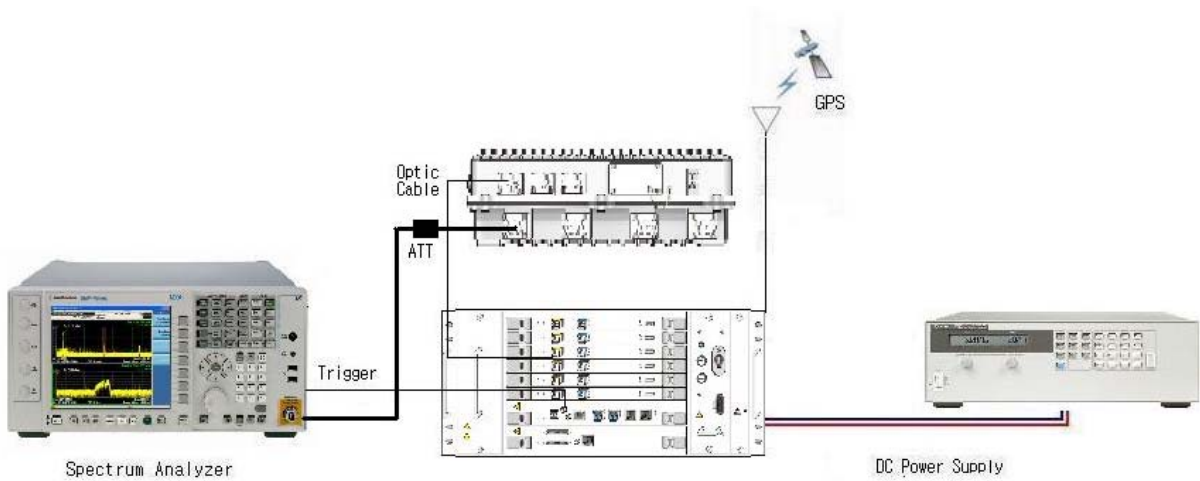 GPS
Optic
Cable
ATT
Trigger
Spectrum Analyzer
DC Power Supply